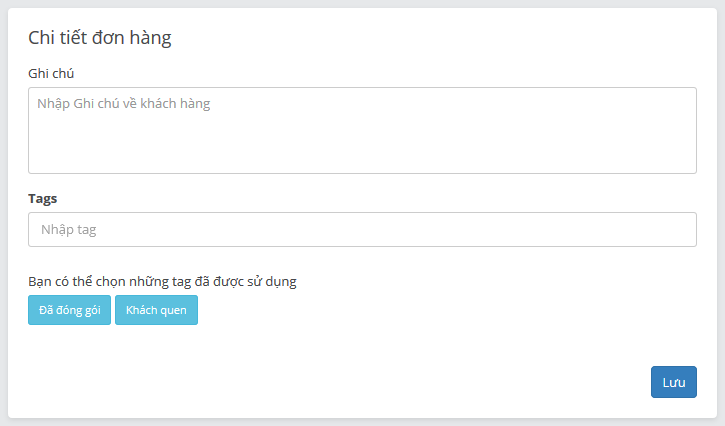 Chi tiết đơn hàng
Ghi chú
Nhập Ghi chú về khách hàng
Tags
Nhập tag
Bạn có thể chọn những tag đã được sử dụng
Đã đóng gói Khách quen
Lưu